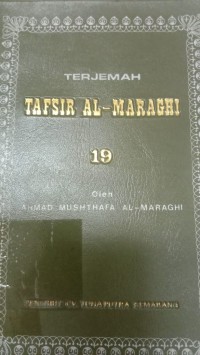 TERJEMAH
TAFSIR AL-MARAGHI
19
Oleh
AHMAD MUSHTHAFA AL-MARAGHI
PENERBIT CV. TOHAPUTRA SEMARANG